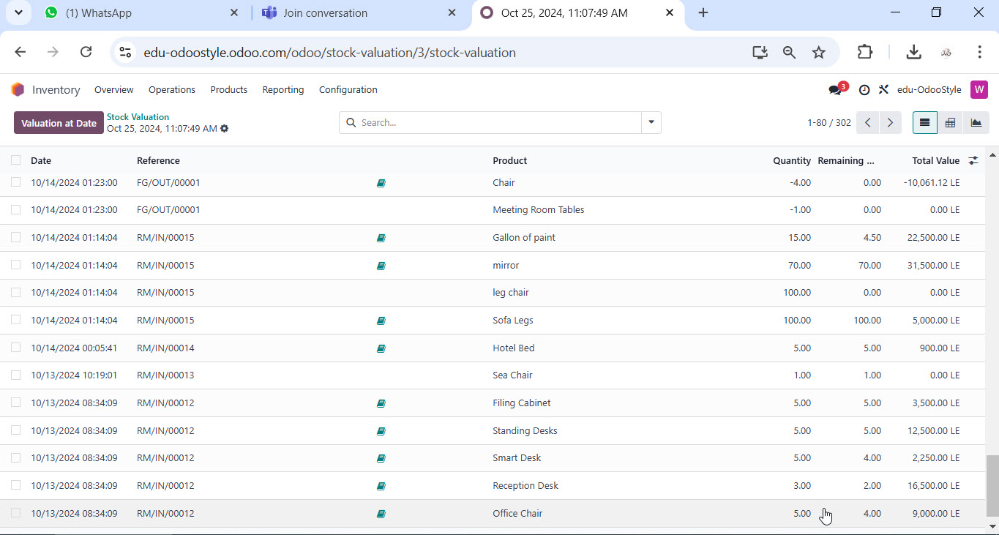 (1) WhatsApp
Join conversation
Oct 25, 2024, 11:07:49 AM
edu-odoostyle.odoo.com/odoo/stock-valuation/3/stock-valuation
Inventory Overview Operations Products Reporting Configuration 3 edu-OdooStyle W
Valuation at Date
Stock Valuation
Oct 25, 2024, 11:07:49 AM
Search...
1-80 / 302
Date Reference Product Quantity Remaining ... Total Value
10/14/2024 01:23:00 FG/OUT/00001 Chair -4.00 0.00 -10,061.12 LE
10/14/2024 01:23:00 FG/OUT/00001 Meeting Room Tables -1.00 0.00 0.00 LE
10/14/2024 01:14:04 RM/IN/00015 Gallon of paint 15.00 4.50 22,500.00 LE
10/14/2024 01:14:04 RM/IN/00015 mirror 70.00 70.00 31,500.00 LE
10/14/2024 01:14:04 RM/IN/00015 leg chair 100.00 0.00 0.00 LE
10/14/2024 01:14:04 RM/IN/00015 Sofa Legs 100.00 100.00 5,000.00 LE
10/14/2024 00:05:41 RM/IN/00014 Hotel Bed 5.00 5.00 900.00 LE
10/13/2024 10:19:01 RM/IN/00013 Sea Chair 1.00 1.00 0.00 LE
10/13/2024 08:34:09 RM/IN/00012 Filing Cabinet 5.00 5.00 3,500.00 LE
10/13/2024 08:34:09 RM/IN/00012 Standing Desks 5.00 5.00 12,500.00 LE
10/13/2024 08:34:09 RM/IN/00012 Smart Desk 5.00 4.00 2,250.00 LE
10/13/2024 08:34:09 RM/IN/00012 Reception Desk 3.00 2.00 16,500.00 LE
10/13/2024 08:34:09 RM/IN/00012 Office Chair 5.00 4.00 9,000.00 LE